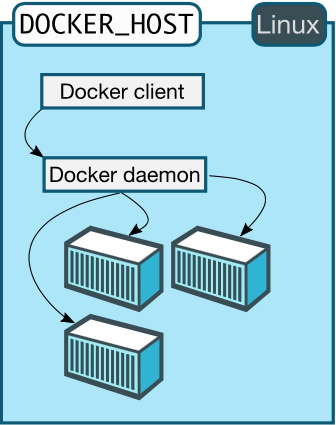 DOCKER_HOST
Linux
Docker client
Docker daemon